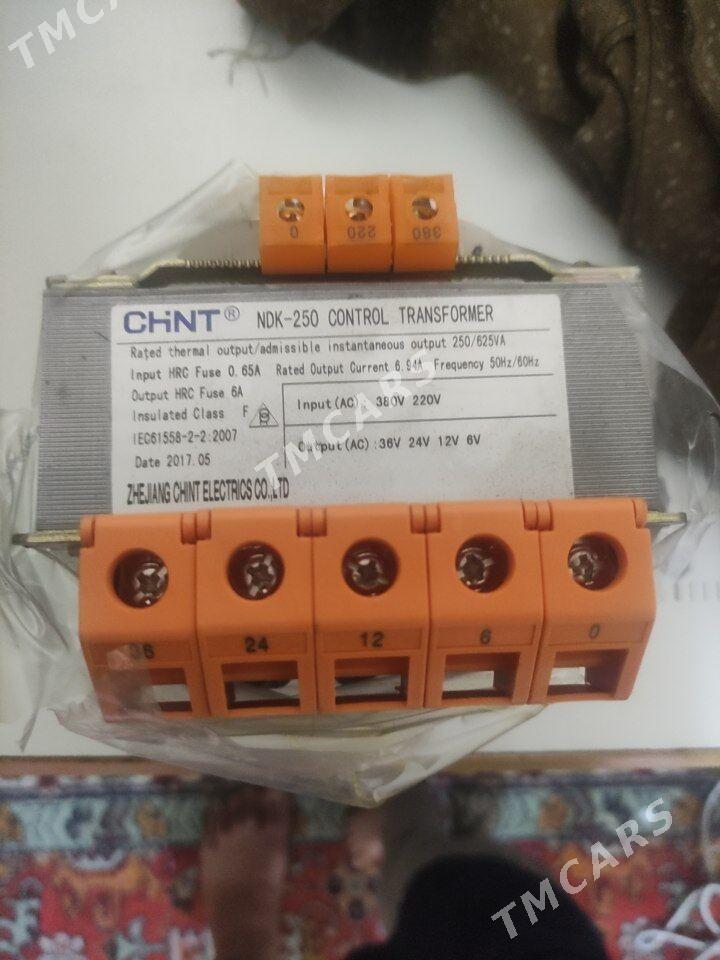 TMCARS
0 220 380
CHNT® NDK-250 CONTROL TRANSFORMER
Rated thermal output/admissible instantaneous output 250/625VA
Input HRC Fuse 0.65A Rated Output Current 6.94A Frequency 50Hz/60Hz
Output HRC Fuse 6A
Insulated Class F
IEC61558-2-2:2007
Date 2017.05
Input(AC): 380V 220V
Output(AC):36V 24V 12V 6V
ZHEJIANG CHINT ELECTRICS CO.,LTD
TMCARS
36 24 12 6 0
TMCARS